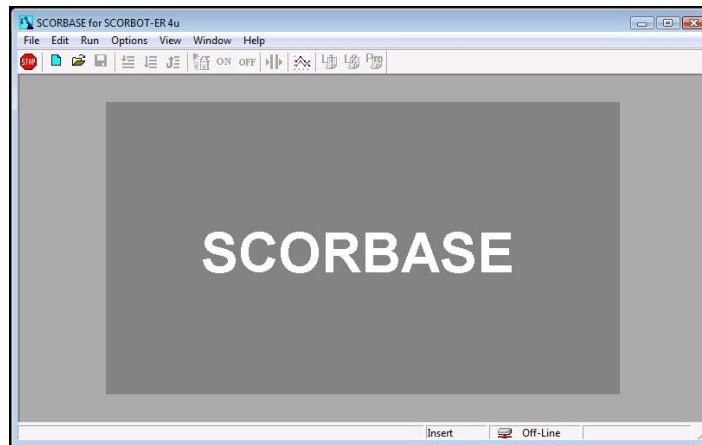 SCORBASE for SCORBOT-ER 4u
File Edit Run Options View Window Help
STOP ON OFF
SCORBASE
Insert Off-Line